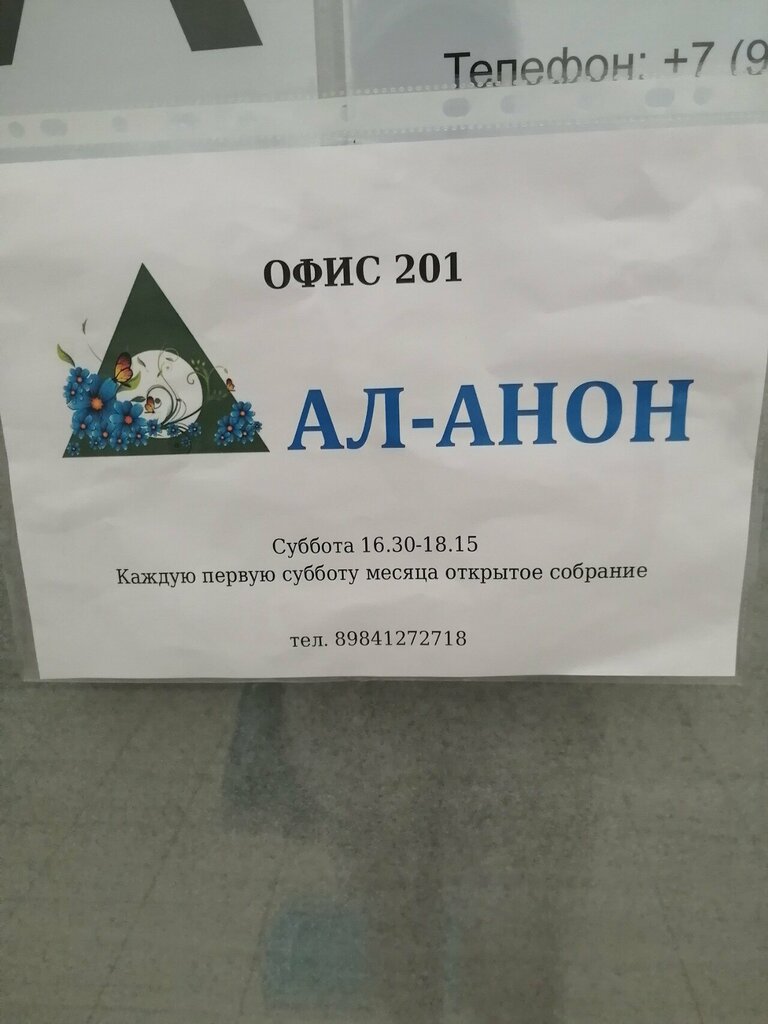 Телефон: +7 (9
ОФИС 201
АЛ-АНОН
Суббота 16.30-18.15
Каждую первую субботу месяца открытое собрание
тел. 89841272718